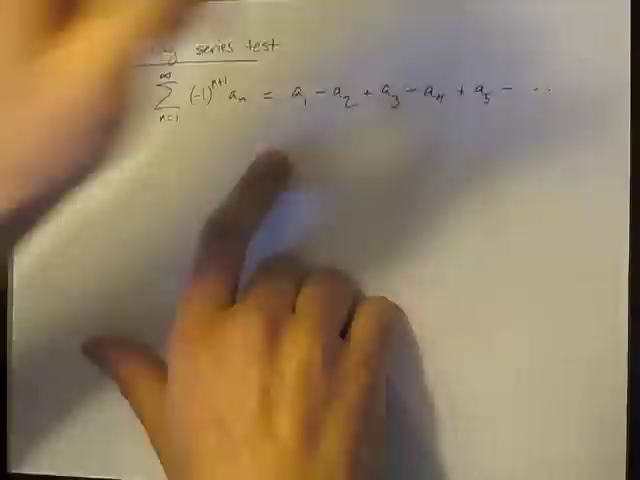 series test
∞ ∑ n=1 (-1)^{n+1} a_n = a_1 - a_2 + a_3 - a_4 + a_5 - ...